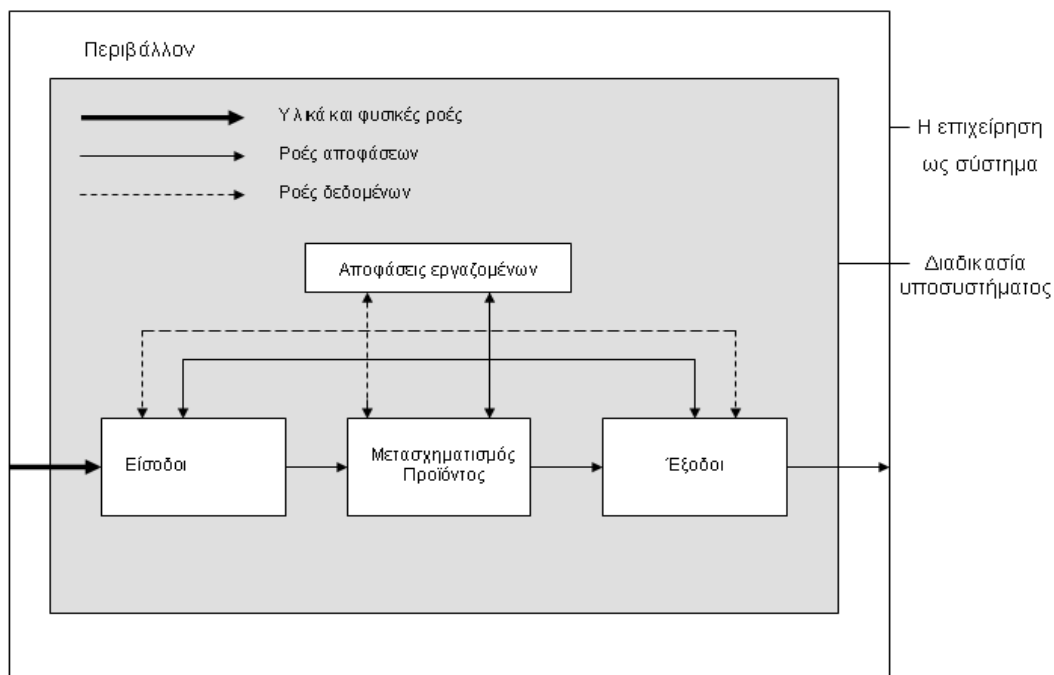 Περιβάλλον
Υλικά και φυσικές ροές
Ροές αποφάσεων
Ροές δεδομένων
Η επιχείρηση
ως σύστημα
Διαδικασία
υποσυστήματος
Αποφάσεις εργαζομένων
Είσοδοι
Μετασχηματισμός
Προϊόντος
Έξοδοι